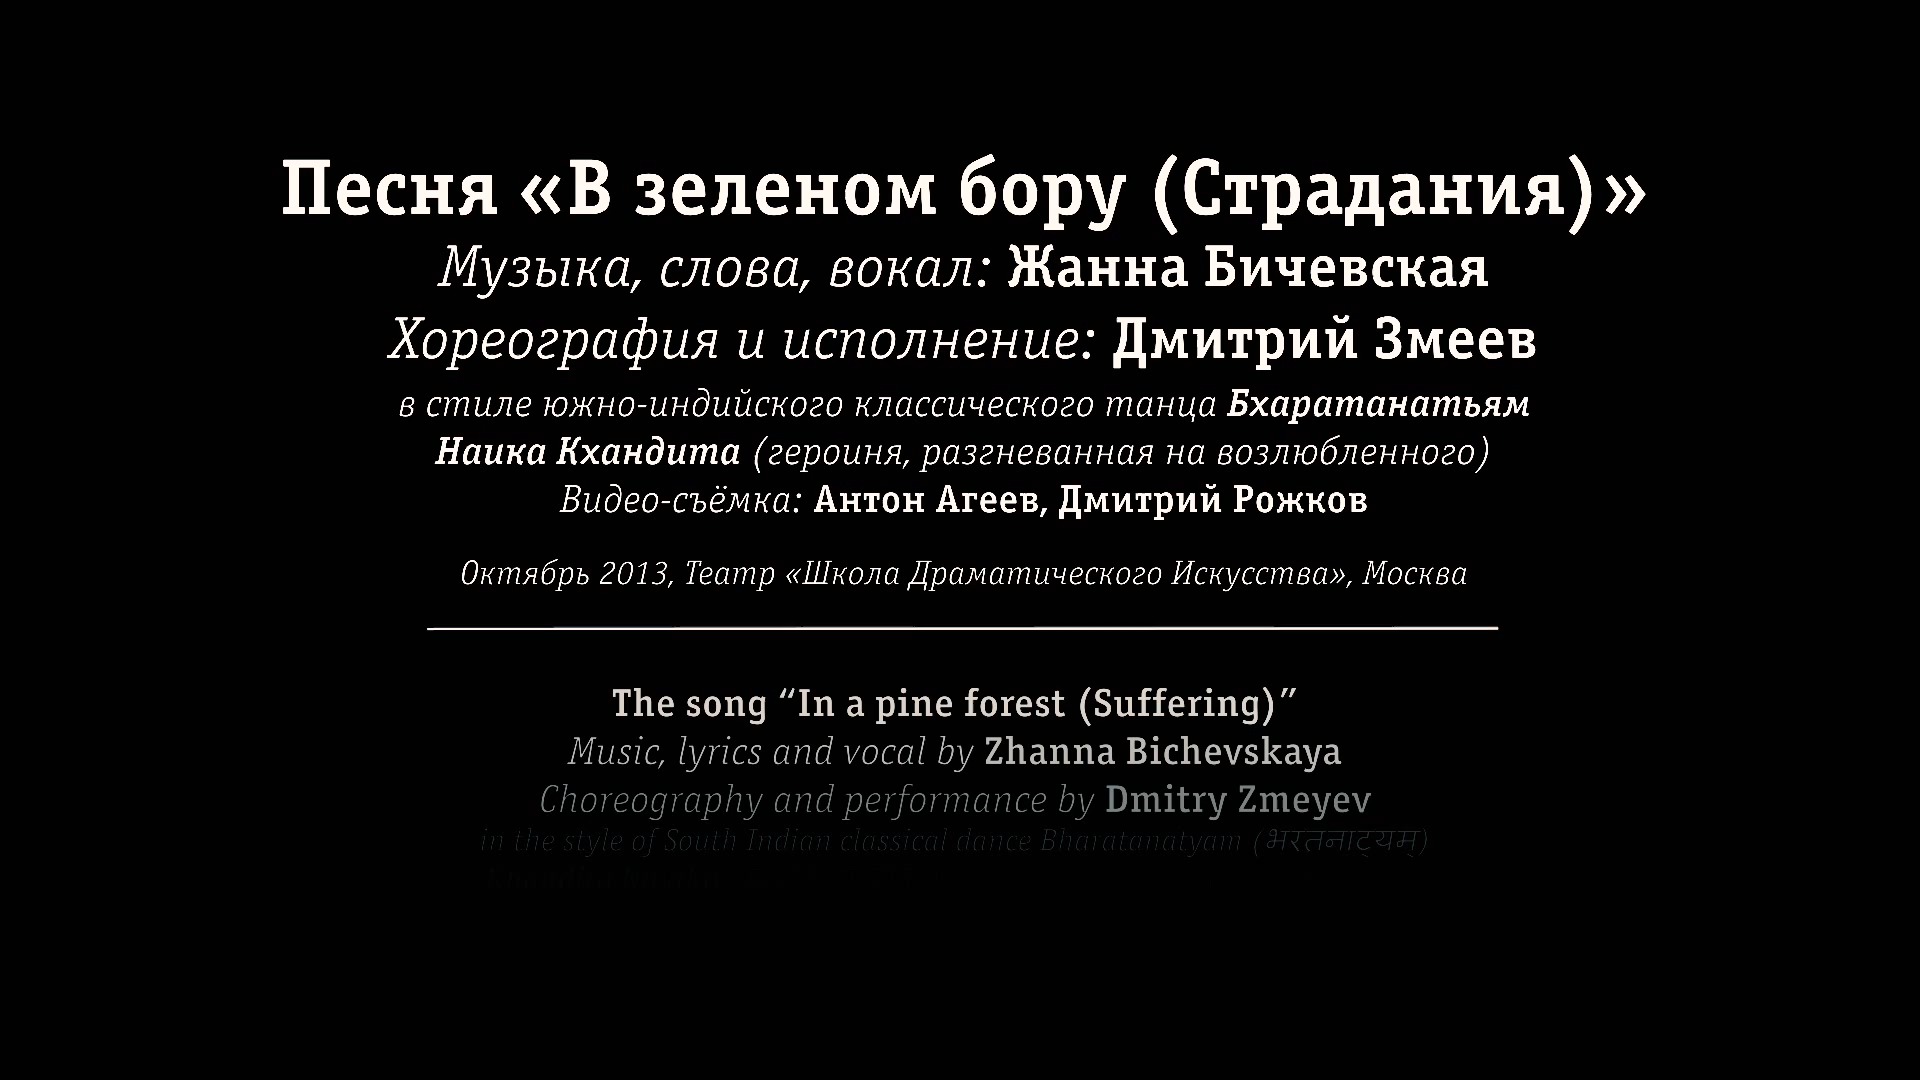 Песня «В зеленом бору (Страдания)»
Музыка, слова, вокал: Жанна Бичевская
Хореография и исполнение: Дмитрий Змеев
в стиле южно-индийского классического танца Бхаратанатьям
Наика Кхандита (героиня, разгневанная на возлюбленного)
Видео-съёмка: Антон Агеев, Дмитрий Рожков
Октябрь 2013, Театр «Школа Драматического Искусства», Москва
The song “In a pine forest (Suffering)”
Music, lyrics and vocal by Zhanna Bichevskaya
Choreography and performance by Dmitry Zmeyev
in the style of South Indian classical dance Bharatanatyam (भरतनाट्यम्)